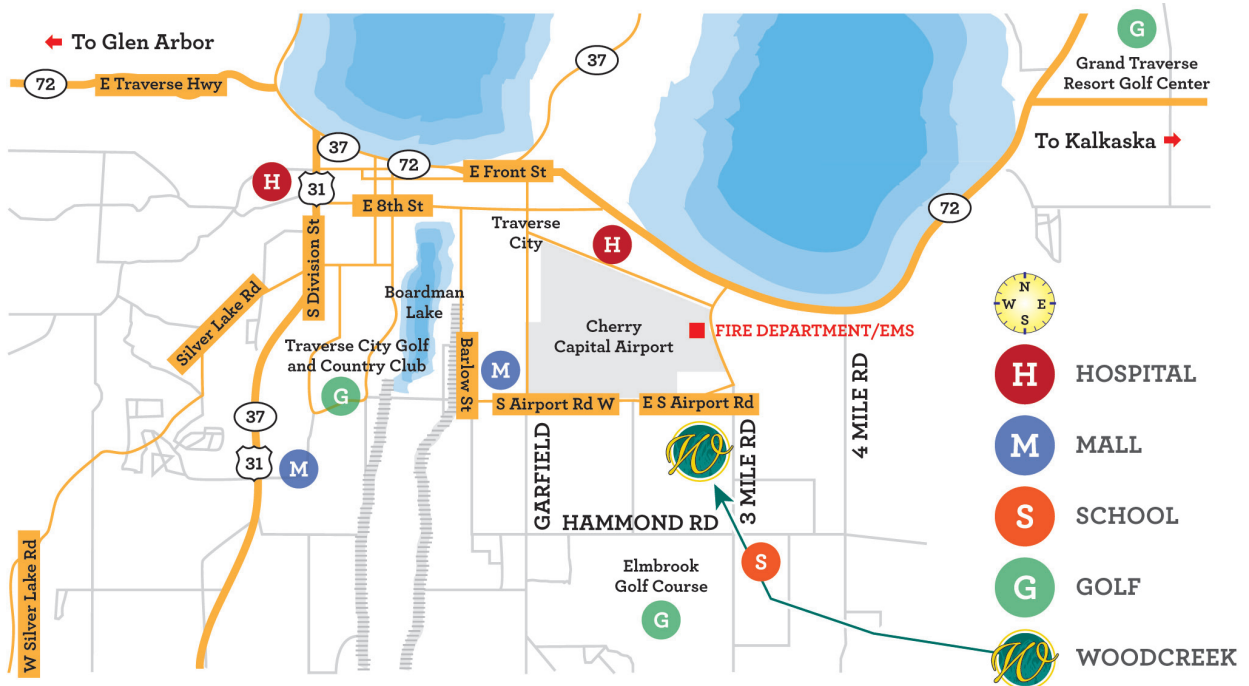 To Glen Arbor
72
E Traverse Hwy
37
G
Grand Traverse
Resort Golf Center
To Kalkaska
37
72
E Front St
H
31
E 8th St
72
S Division St
Traverse
City
H
Silver Lake Rd
Boardman
Lake
Cherry
Capital Airport
FIRE DEPARTMENT/EMS
Traverse City Golf
and Country Club
G
Barlow St
M
S Airport Rd W
E S Airport Rd
4 MILE RD
37
31
M
GARFIELD
W
3 MILE RD
HAMMOND RD
S
Elmbrook
Golf Course
G
W Silver Lake Rd
N
W E
S
H HOSPITAL
M MALL
S SCHOOL
G GOLF
W WOODCREEK